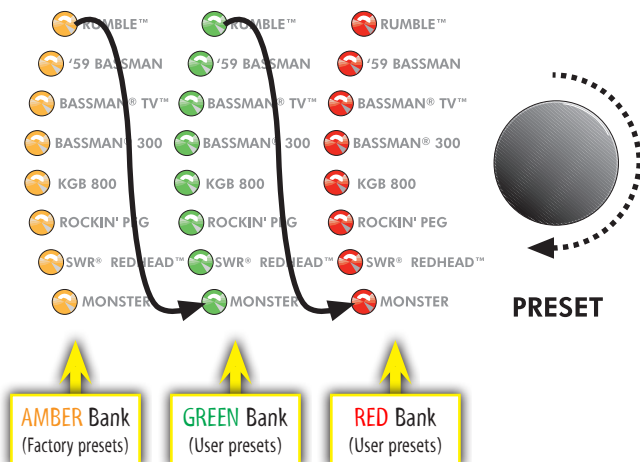 RUMBLE™ RUMBLE™ RUMBLE™
'59 BASSMAN '59 BASSMAN '59 BASSMAN
BASSMAN® TV™ BASSMAN® TV™ BASSMAN® TV™
BASSMAN® 300 BASSMAN® 300 BASSMAN® 300
KGB 800 KGB 800 KGB 800
ROCKIN' PEG ROCKIN' PEG ROCKIN' PEG
SWR® REDHEAD™ SWR® REDHEAD™ SWR® REDHEAD™
MONSTER MONSTER MONSTER
PRESET
AMBER Bank
(Factory presets)
GREEN Bank
(User presets)
RED Bank
(User presets)